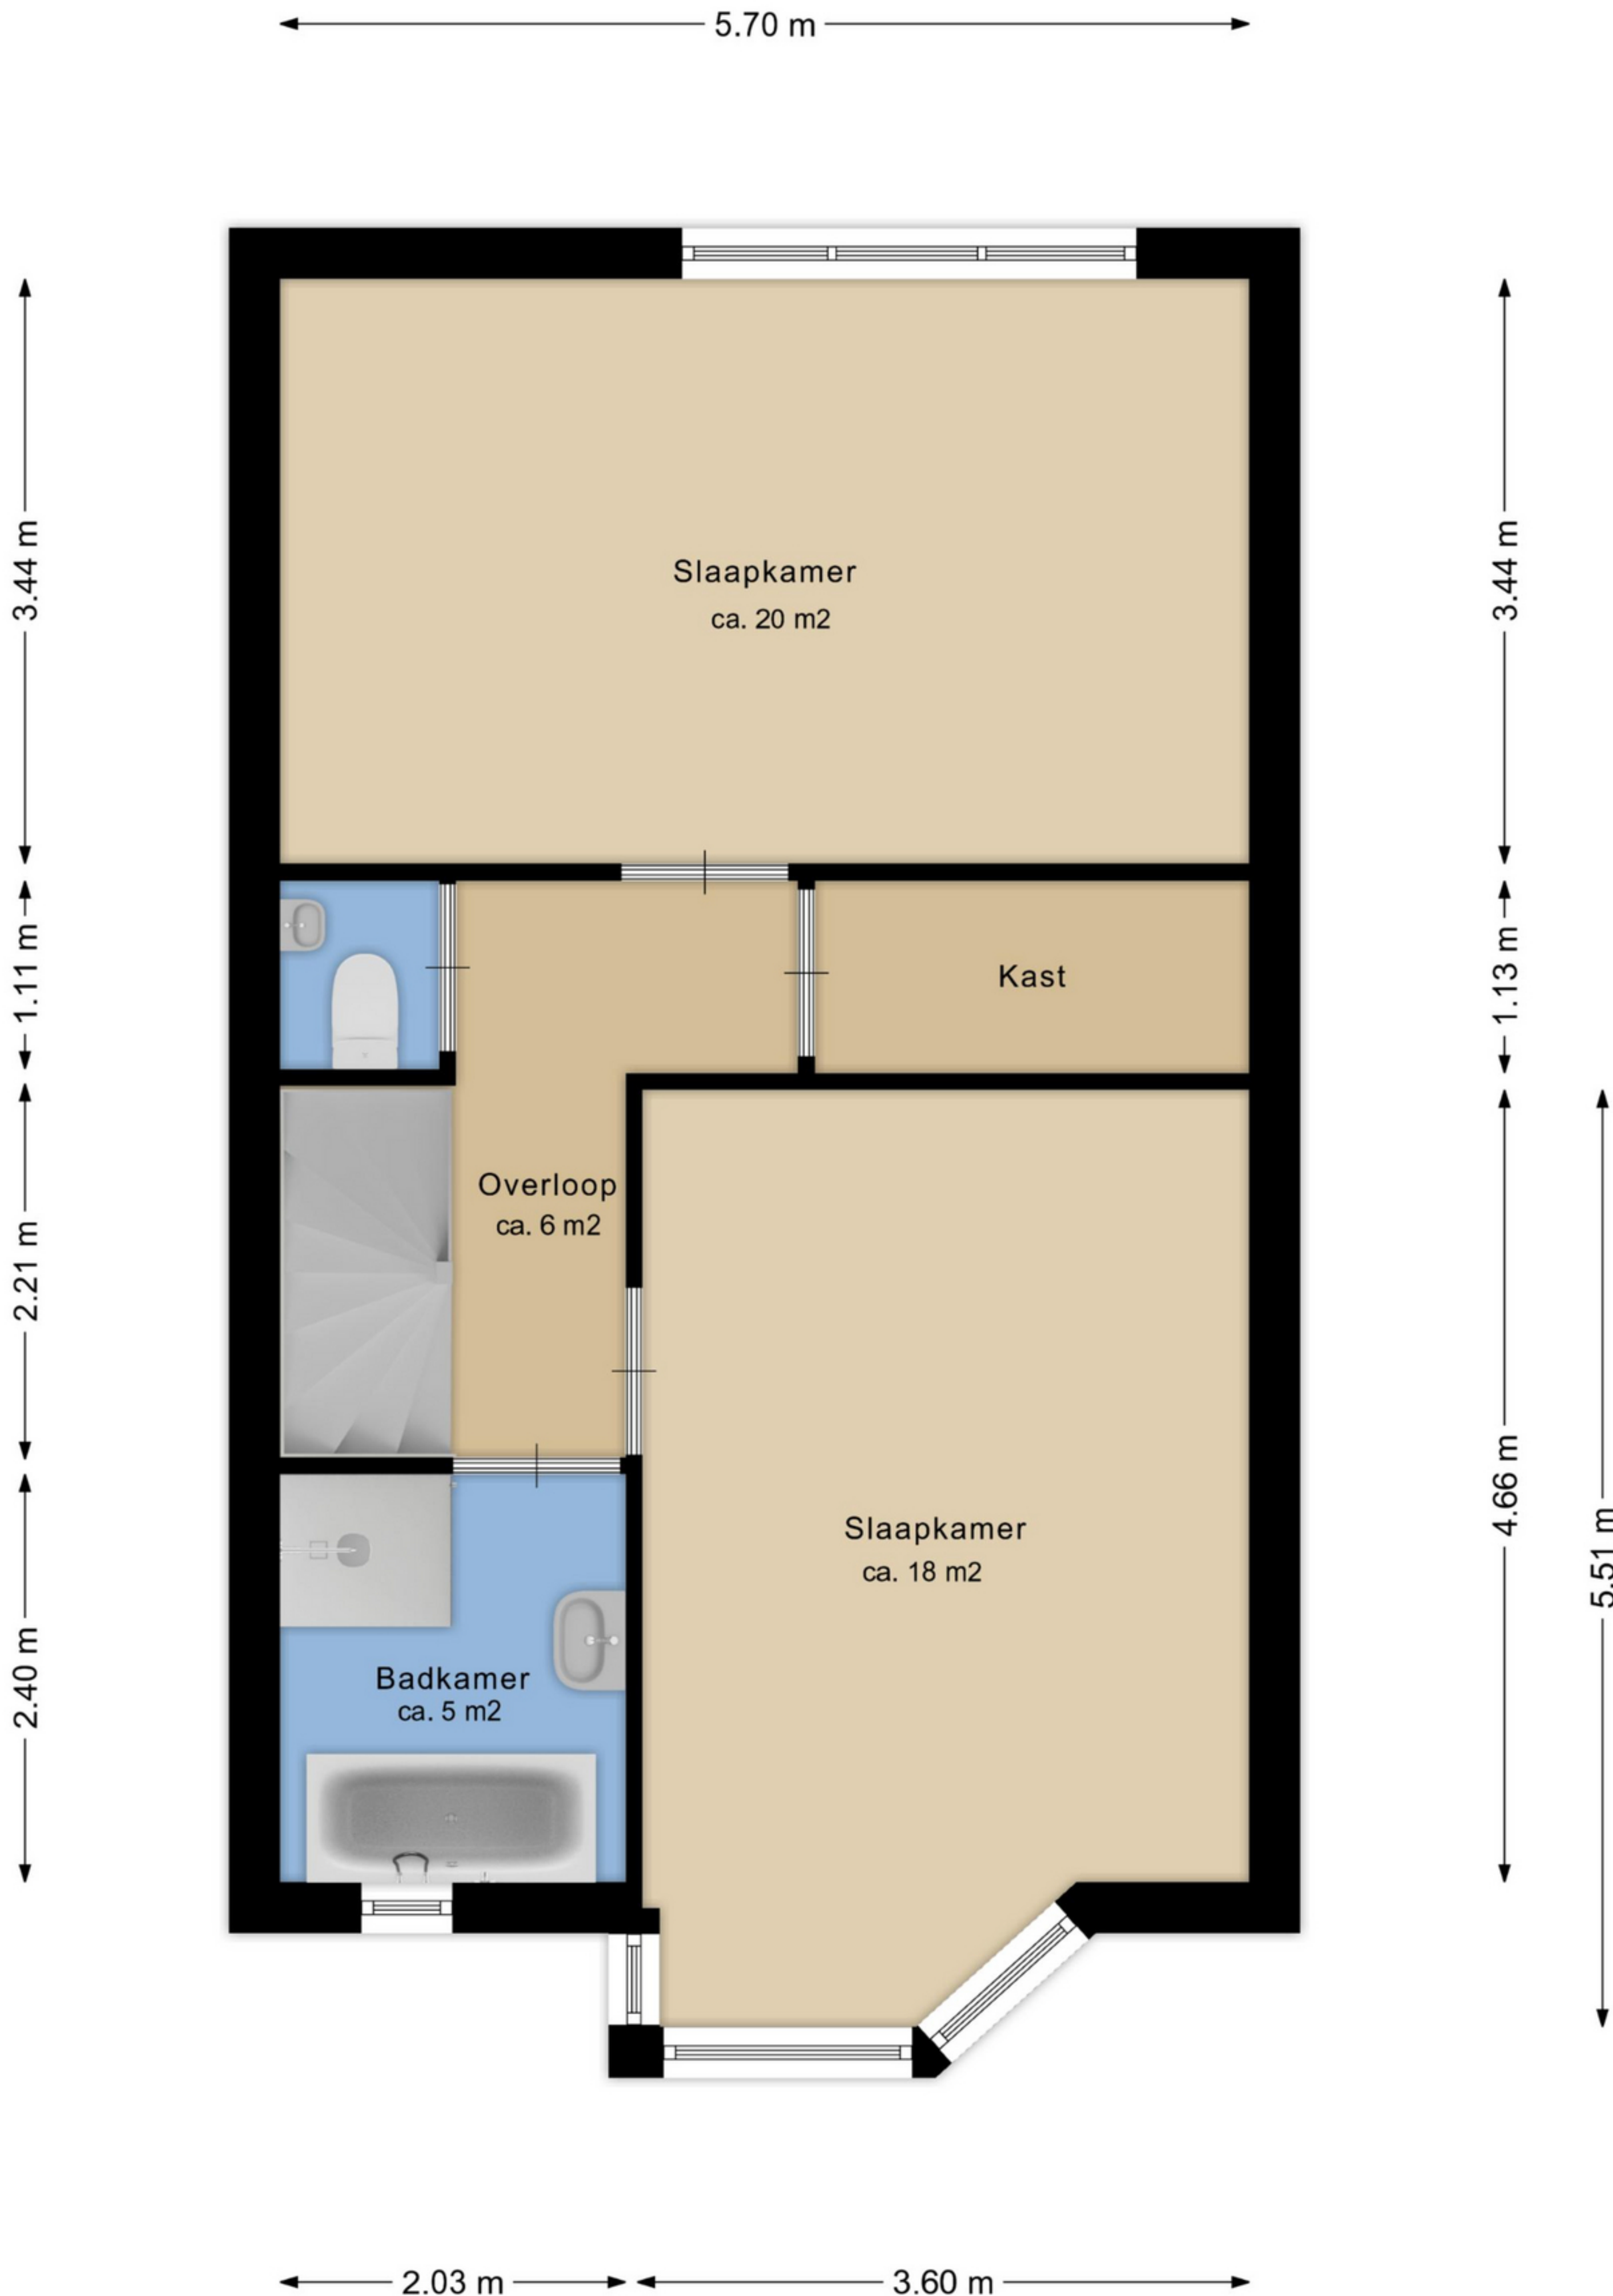 5.70 m
3.44 m
3.44 m
Slaapkamer
ca. 20 m2
1.11 m
1.13 m
Kast
Overloop
ca. 6 m2
2.21 m
4.66 m
5.51 m
Slaapkamer
ca. 18 m2
2.40 m
Badkamer
ca. 5 m2
2.03 m
3.60 m